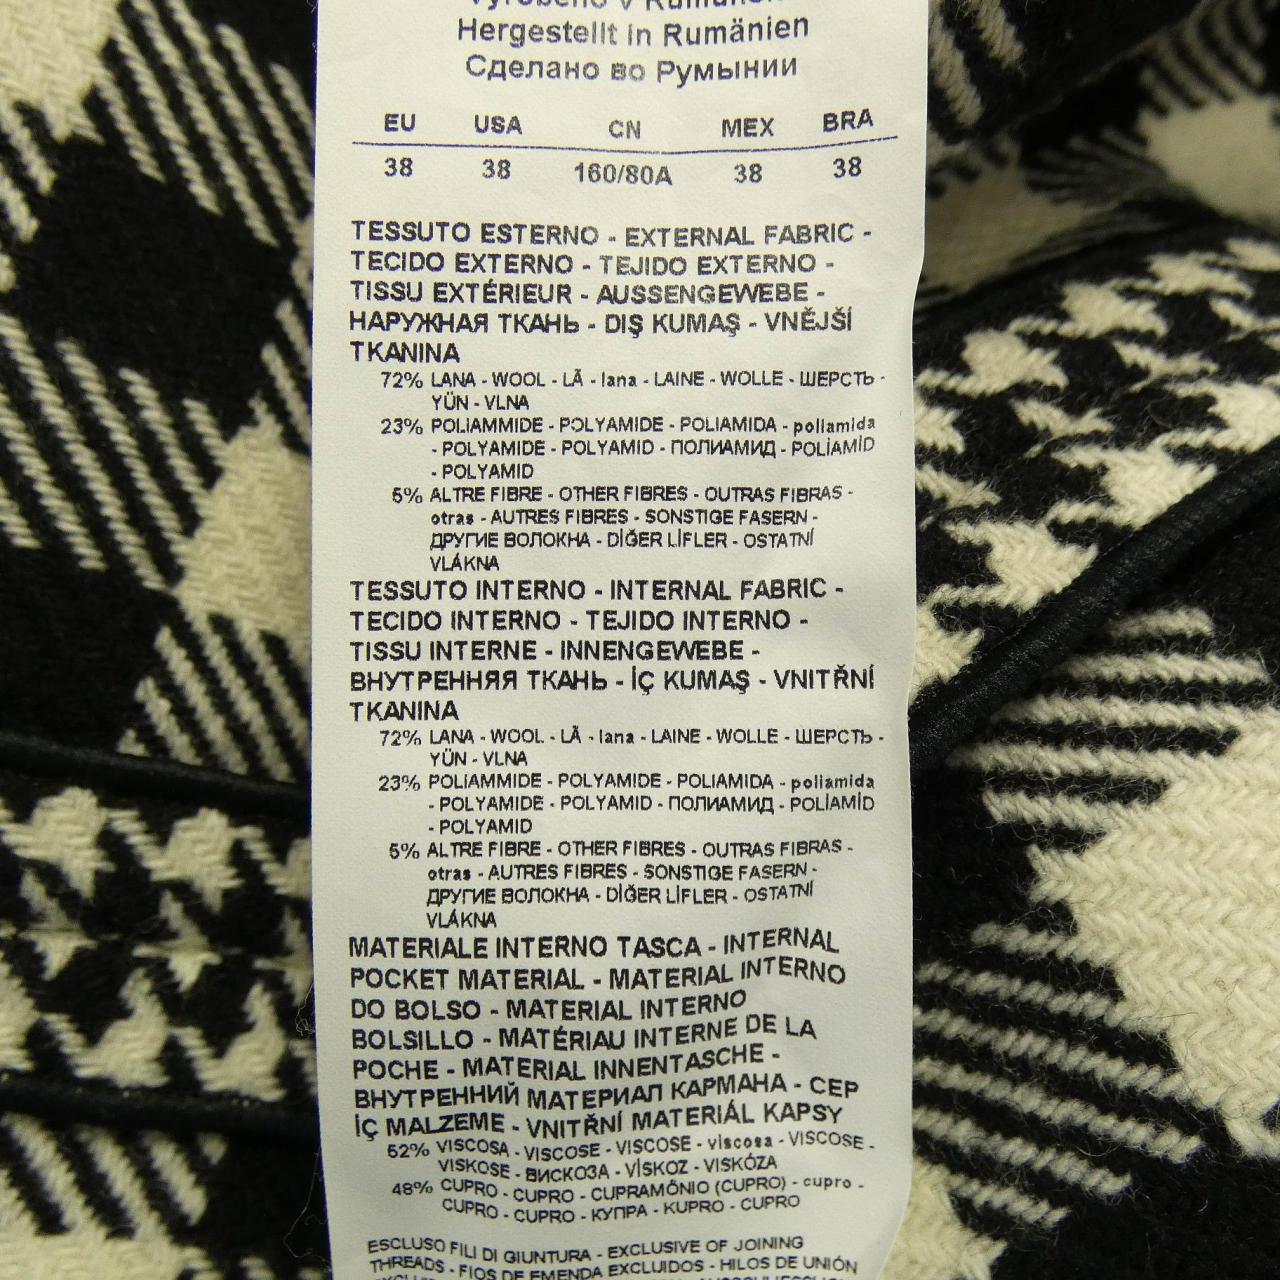 Hergestellt in Rumänien
Сделано во Румынии
EU USA CN MEX BRA
38 38 160/80A 38 38
TESSUTO ESTERNO - EXTERNAL FABRIC -
TECIDO EXTERNO - TEJIDO EXTERNO -
TISSU EXTÉRIEUR - AUSSENGEWEBE -
НАРУЖНАЯ ТКАНЬ - DIŞ KUMAŞ - VNĚJŠÍ
TKANINA
72% LANA - WOOL - LÃ - lana - LAINE - WOLLE - ШЕРСТЬ -
YÜN - VLNA
23% POLIAMMIDE - POLYAMIDE - POLIAMIDA - poliamida
- POLYAMIDE - POLYAMID - ПОЛИАМИД - POLİAMİD
- POLYAMID
5% ALTRE FIBRE - OTHER FIBRES - OUTRAS FIBRAS -
otras - AUTRES FIBRES - SONSTIGE FASERN -
ДРУГИЕ ВОЛОКНА - DİĞER LİFLER - OSTATNÍ
VLÁKNA
TESSUTO INTERNO - INTERNAL FABRIC -
TECIDO INTERNO - TEJIDO INTERNO -
TISSU INTERNE - INNENGEWEBE -
ВНУТРЕННЯЯ ТКАНЬ - İÇ KUMAŞ - VNITŘNÍ
TKANINA
72% LANA - WOOL - LÃ - lana - LAINE - WOLLE - ШЕРСТЬ -
YÜN - VLNA
23% POLIAMMIDE - POLYAMIDE - POLIAMIDA - poliamida
- POLYAMIDE - POLYAMID - ПОЛИАМИД - POLİAMİD
- POLYAMID
5% ALTRE FIBRE - OTHER FIBRES - OUTRAS FIBRAS -
otras - AUTRES FIBRES - SONSTIGE FASERN -
ДРУГИЕ ВОЛОКНА - DİĞER LİFLER - OSTATNÍ
VLÁKNA
MATERIALE INTERNO TASCA - INTERNAL
POCKET MATERIAL - MATERIAL INTERNO
DO BOLSO - MATERIAL INTERNO
BOLSILLO - MATÉRIAU INTERNE DE LA
POCHE - MATERIAL INNENTASCHE -
ВНУТРЕННИЙ МАТЕРИАЛ КАРМАНА - CEP
İÇ MALZEME - VNITŘNÍ MATERIÁL KAPSY
52% VISCOSA - VISCOSE - VISCOSE - viscosa - VISCOSE -
VISKOSE - ВИСКОЗА - VİSKOZ - VISKÓZA
48% CUPRO - CUPRO - CUPRAMÔNIO (CUPRO) - cupro -
CUPRO - CUPRO - КУПРА - KUPRO - CUPRO
ESCLUSO FILI DI GIUNTURA - EXCLUSIVE OF JOINING
THREADS - FIOS DE EMENDA EXCLUIDOS - HILOS DE UNIÓN